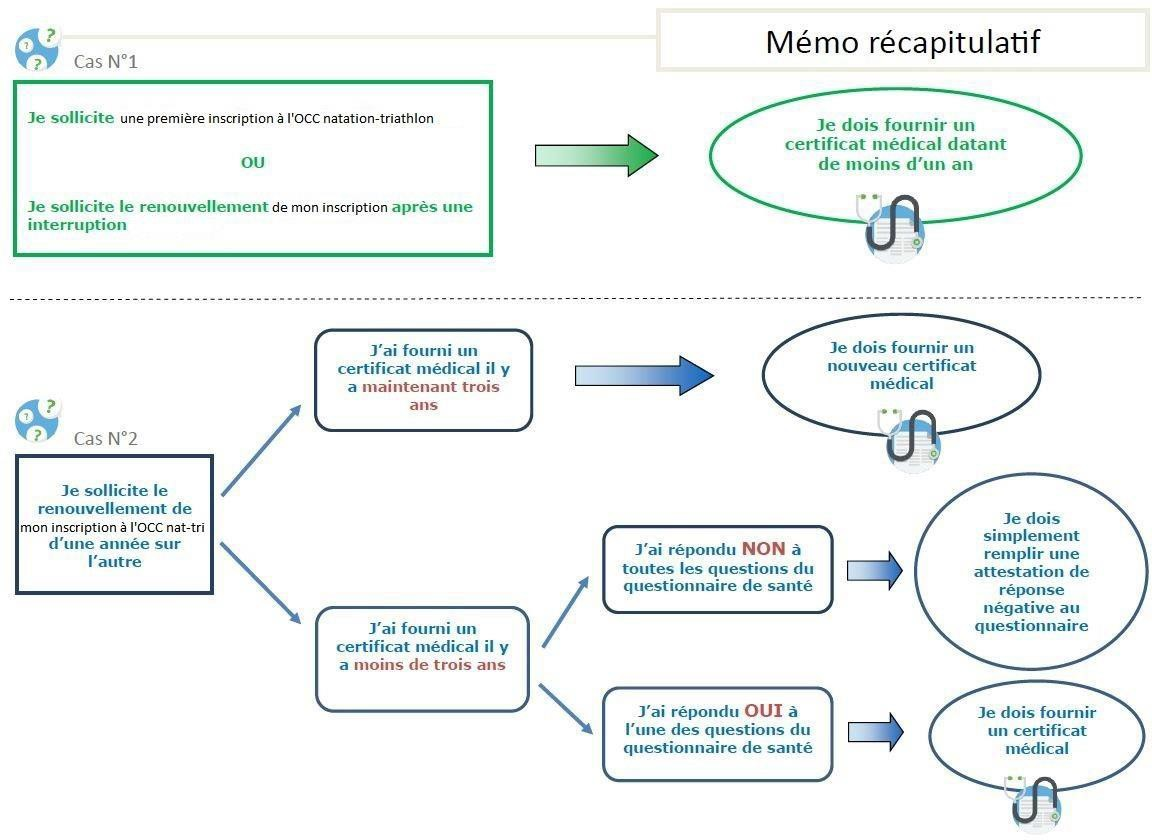 Mémo récapitulatif
Cas N°1
Je sollicite une première inscription à l'OCC natation-triathlon
OU
Je sollicite le renouvellement de mon inscription après une
interruption
Je dois fournir un
certificat médical datant
de moins d’un an
J’ai fourni un
certificat médical il y
a maintenant trois
ans
Je dois fournir un
nouveau certificat
médical
Cas N°2
Je sollicite le
renouvellement de
mon inscription à l'OCC nat-tri
d’une année sur
l’autre
J’ai fourni un
certificat médical il y
a moins de trois ans
J’ai répondu NON à
toutes les questions du
questionnaire de santé
Je dois
simplement
remplir une
attestation de
réponse
négative au
questionnaire
J’ai répondu OUI à
l’une des questions du
questionnaire de santé
Je dois fournir
un certificat
médical